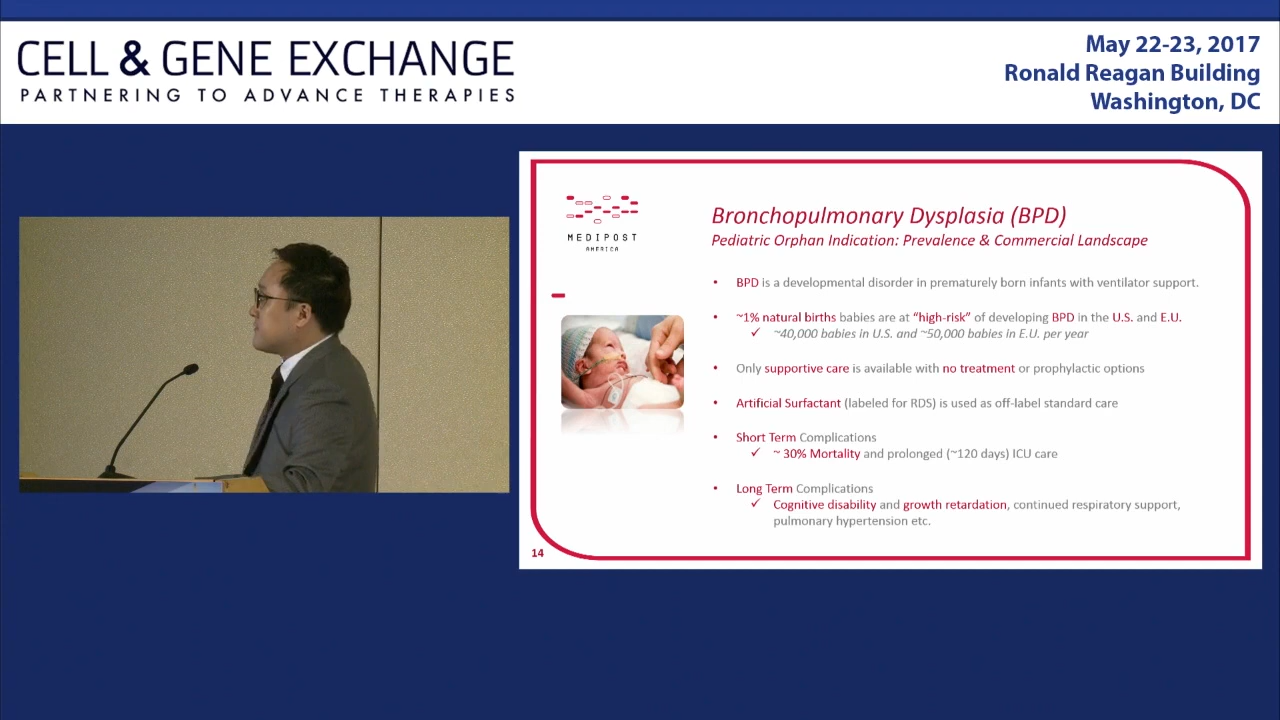 CELL & GENE EXCHANGE
PARTNERING TO ADVANCE THERAPIES
May 22-23, 2017
Ronald Reagan Building
Washington, DC
MEDIPOST
AMERICA
Bronchopulmonary Dysplasia (BPD)
Pediatric Orphan Indication: Prevalence & Commercial Landscape
• BPD is a developmental disorder in prematurely born infants with ventilator support.
• ~1% natural births babies are at “high-risk” of developing BPD in the U.S. and E.U.
✓ ~40,000 babies in U.S. and ~50,000 babies in E.U. per year
• Only supportive care is available with no treatment or prophylactic options
• Artificial Surfactant (labeled for RDS) is used as off-label standard care
• Short Term Complications
✓ ~ 30% Mortality and prolonged (~120 days) ICU care
• Long Term Complications
✓ Cognitive disability and growth retardation, continued respiratory support,
pulmonary hypertension etc.
14